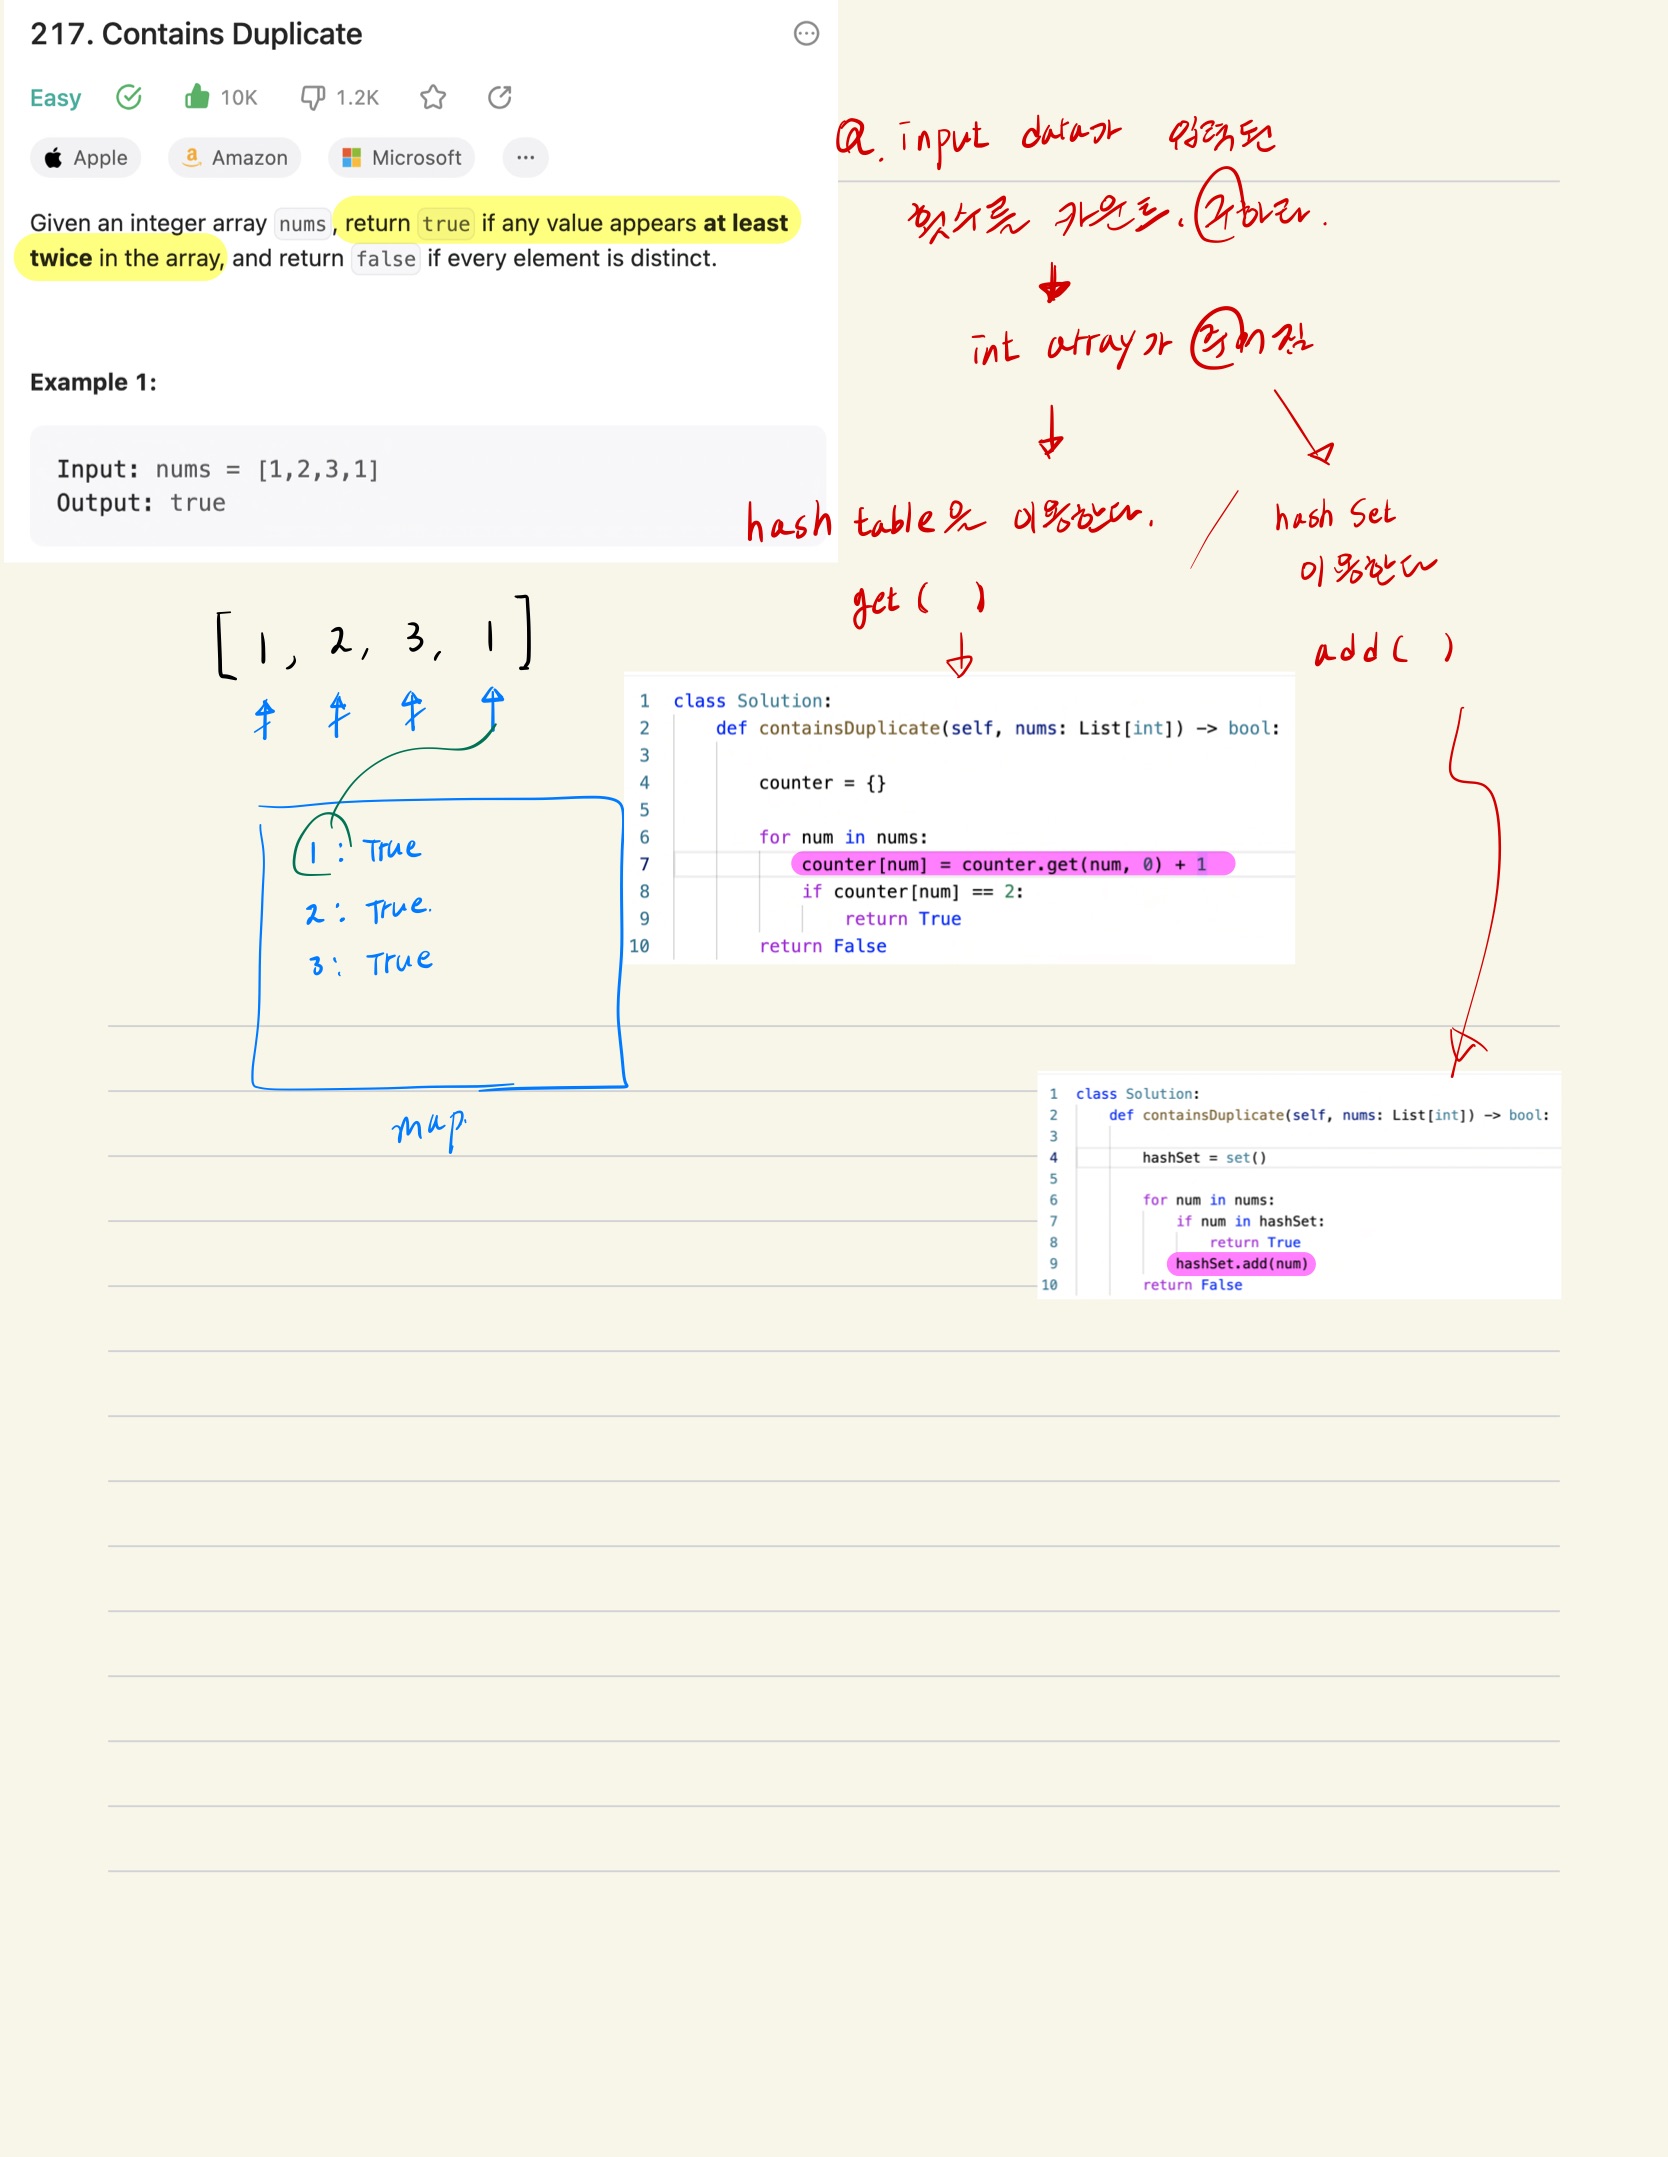 217. Contains Duplicate
Easy 10K 1.2K
Apple Amazon Microsoft ...
Given an integer array nums, return true if any value appears at least
twice in the array, and return false if every element is distinct.
Example 1:
Input: nums = [1,2,3,1]
Output: true
Q. input data가 입력된
횟수를 카운트, 구하라.
int array가 주어짐
hash table을 이용한다.
get( )
hash Set
이용한다
add( )
[1, 2, 3, 1]
1: True
2: True.
3: True
map.
1 class Solution:
2 def containsDuplicate(self, nums: List[int]) -> bool:
3
4 counter = {}
5
6 for num in nums:
7 counter[num] = counter.get(num, 0) + 1
8 if counter[num] == 2:
9 return True
10 return False
1 class Solution:
2 def containsDuplicate(self, nums: List[int]) -> bool:
3
4 hashSet = set()
5
6 for num in nums:
7 if num in hashSet:
8 return True
9 hashSet.add(num)
10 return False